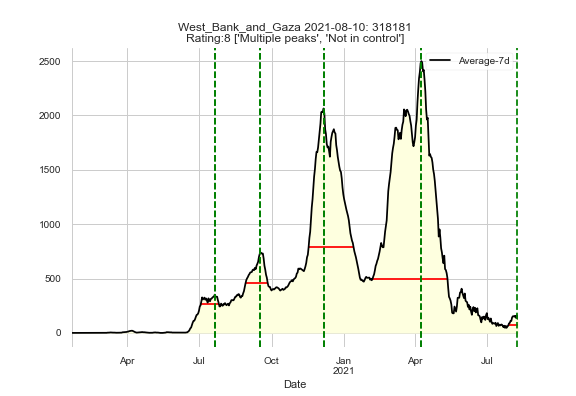 West_Bank_and_Gaza 2021-08-10: 318181
Rating:8 ['Multiple peaks', 'Not in control']
Average-7d
2500
2000
1500
1000
500
0
Apr Jul Oct Jan Apr Jul
2021
Date